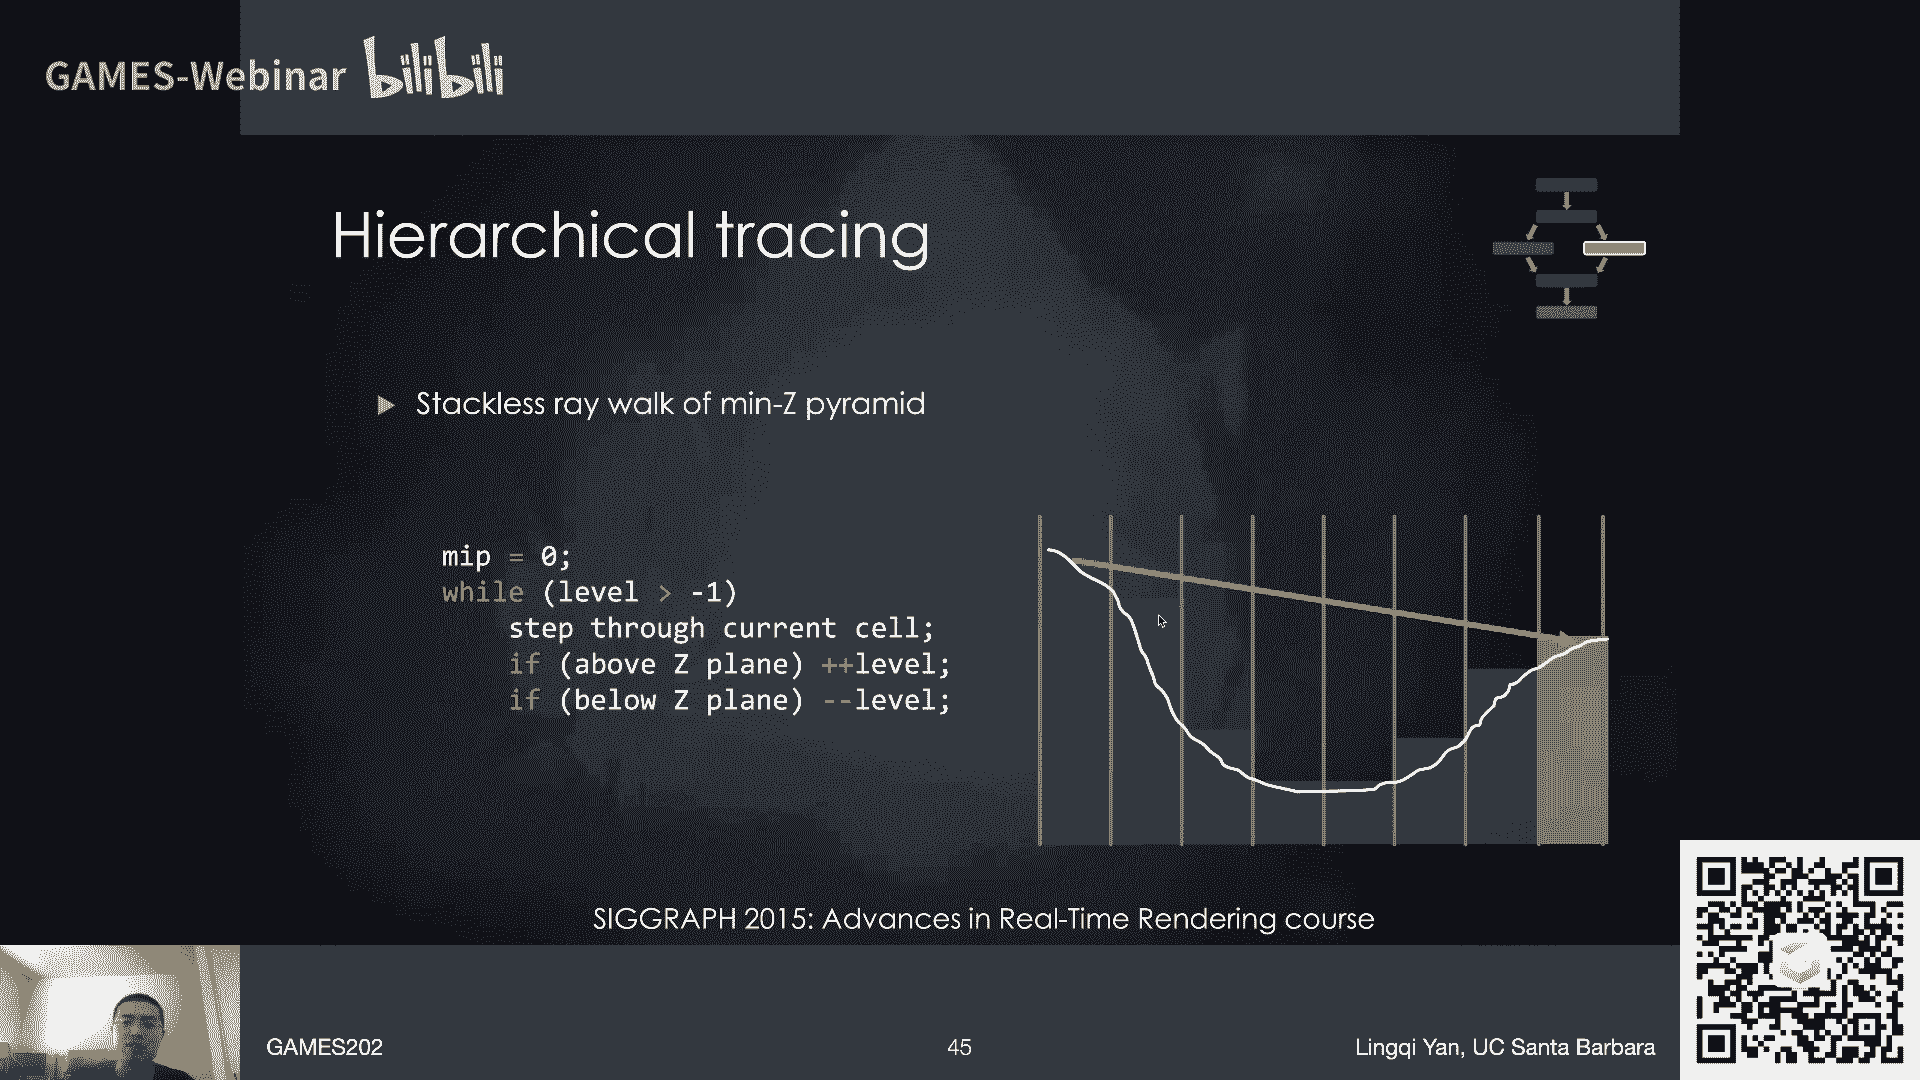 GAMES-Webinar bilibili
Hierarchical tracing
Stackless ray walk of min-Z pyramid
mip = 0;
while (level > -1)
step through current cell;
if (above Z plane) ++level;
if (below Z plane) --level;
SIGGRAPH 2015: Advances in Real-Time Rendering course
GAMES202
45
Lingqi Yan, UC Santa Barbara